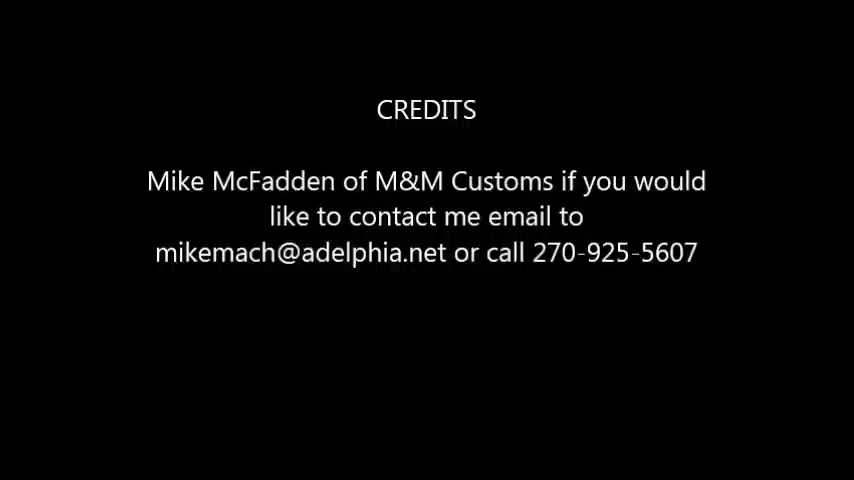 CREDITS
Mike McFadden of M&M Customs if you would
like to contact me email to
mikemach@adelphia.net or call 270-925-5607